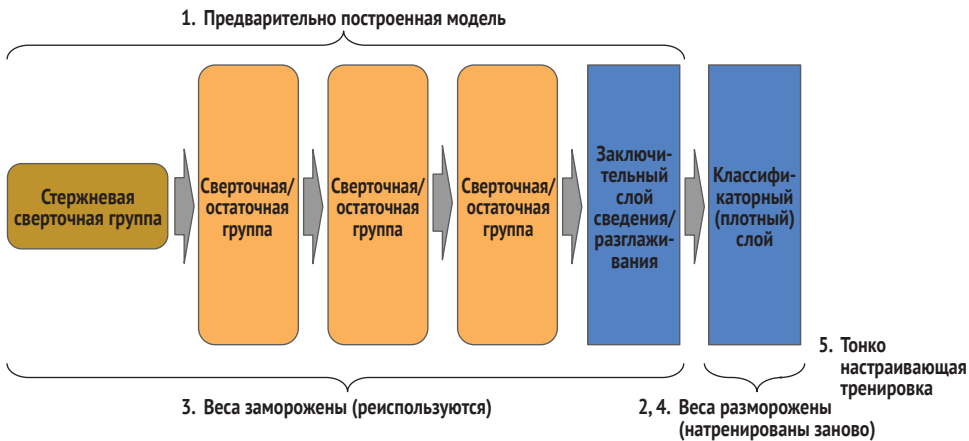 1. Предварительно построенная модель
Стержневая
сверточная группа
Сверточная/
остаточная
группа
Сверточная/
остаточная
группа
Сверточная/
остаточная
группа
Заключи-
тельный
слой
сведения/
разглажи-
вания
Классифи-
каторный
(плотный)
слой
3. Веса заморожены (реиспользуются)
2, 4. Веса разморожены
(натренированы заново)
5. Тонко
настраивающая
тренировка